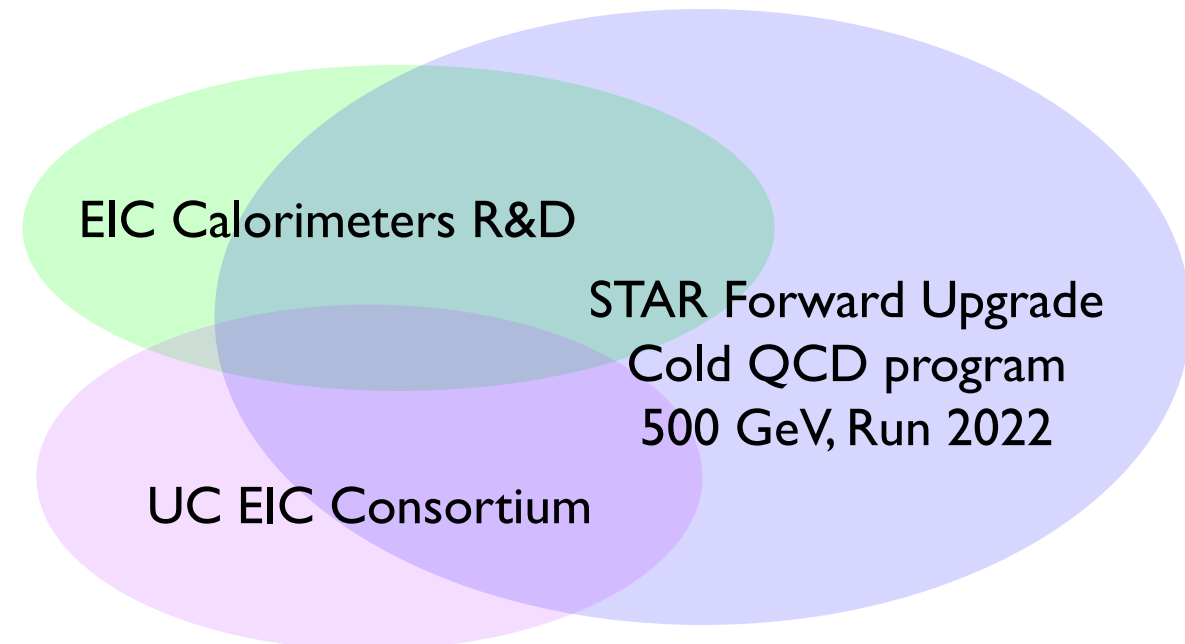 EIC Calorimeters R&D
STAR Forward Upgrade
Cold QCD program
500 GeV, Run 2022
UC EIC Consortium